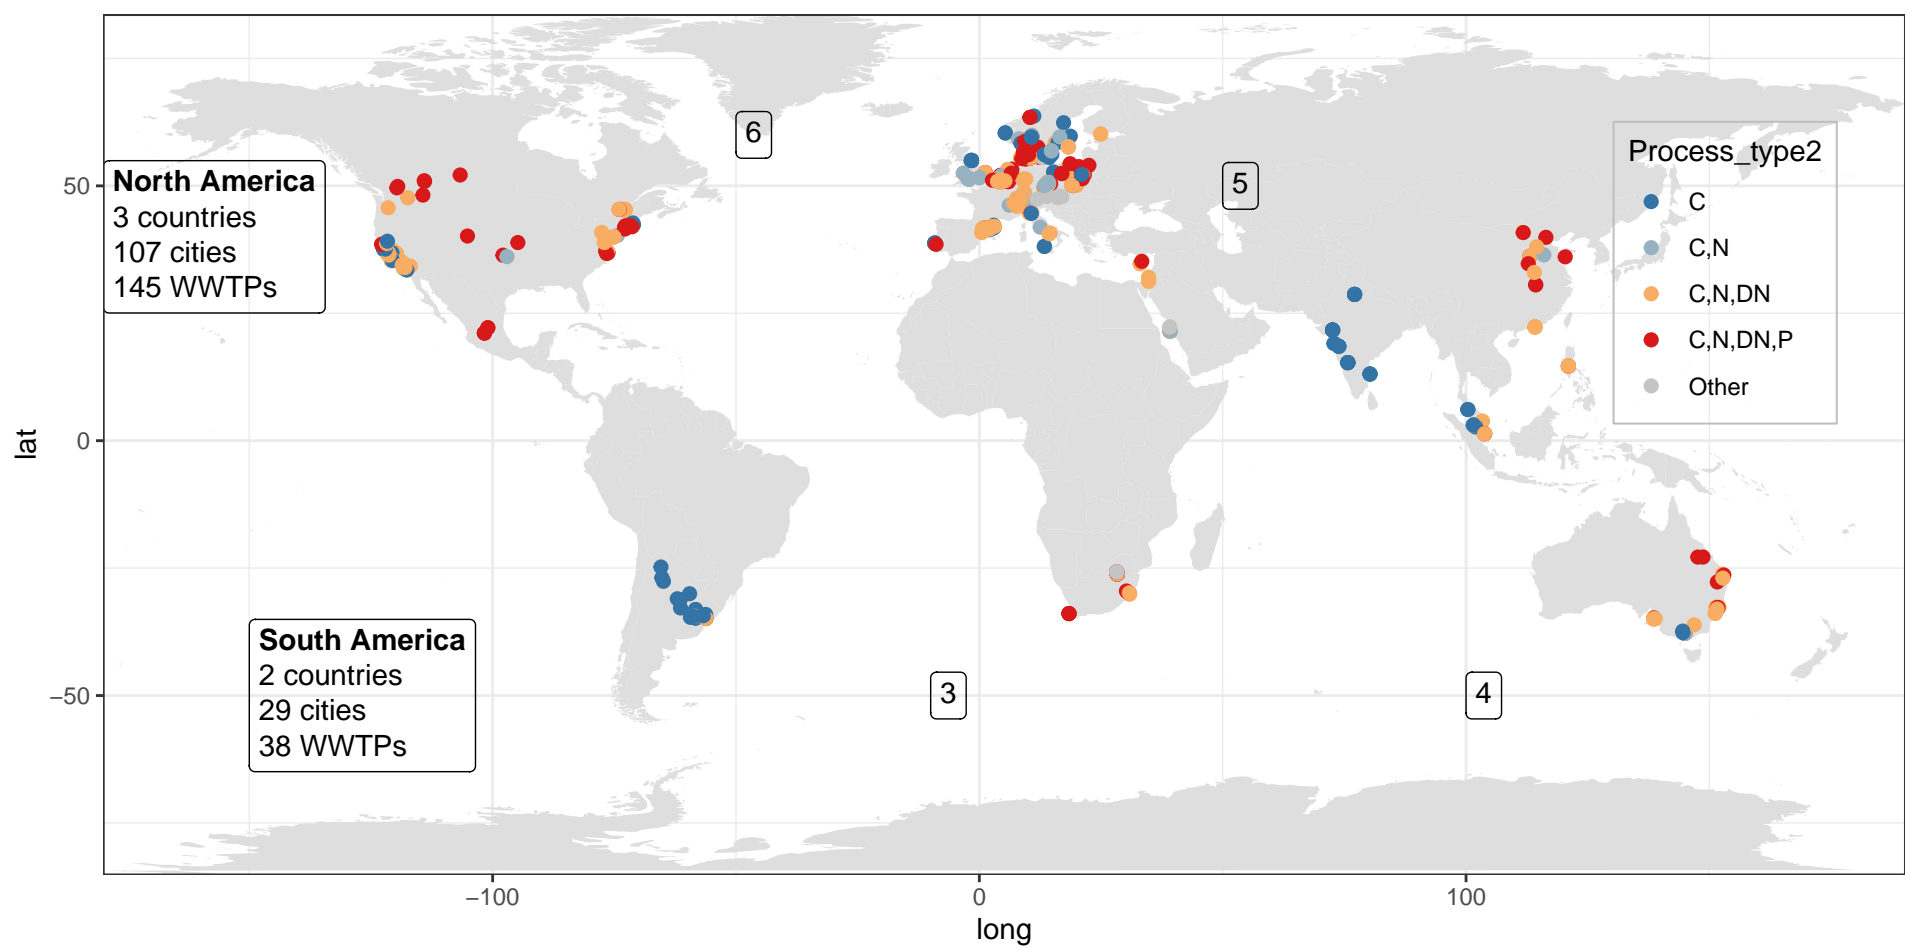 6
North America
3 countries
107 cities
145 WWTPs
5
Process_type2
C
C,N
C,N,DN
C,N,DN,P
Other
South America
2 countries
29 cities
38 WWTPs
3
4
50
0
−50
lat
−100
0
100
long